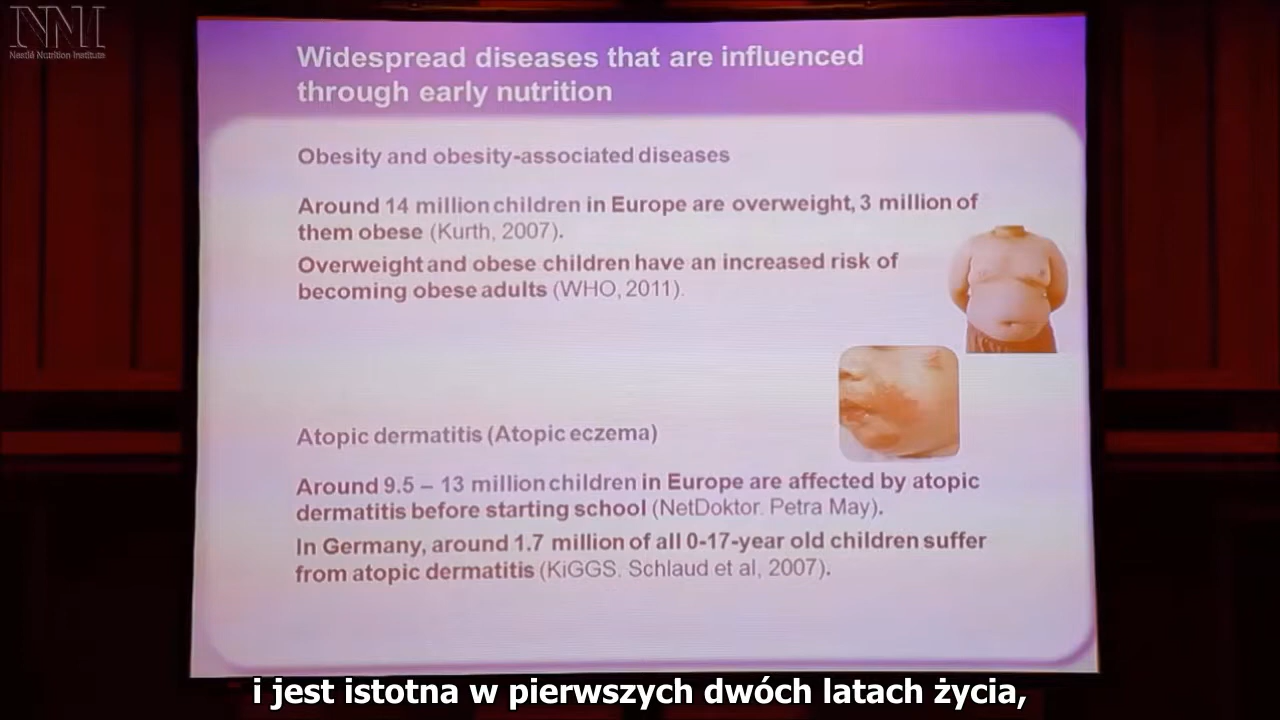 NNI
Nestlé Nutrition Institute
Widespread diseases that are influenced
through early nutrition
Obesity and obesity-associated diseases
Around 14 million children in Europe are overweight, 3 million of
them obese (Kurth, 2007).
Overweight and obese children have an increased risk of
becoming obese adults (WHO, 2011).
Atopic dermatitis (Atopic eczema)
Around 9.5 – 13 million children in Europe are affected by atopic
dermatitis before starting school (NetDoktor. Petra May).
In Germany, around 1.7 million of all 0-17-year old children suffer
from atopic dermatitis (KiGGS. Schlaud et al, 2007).
i jest istotna w pierwszych dwóch latach życia,